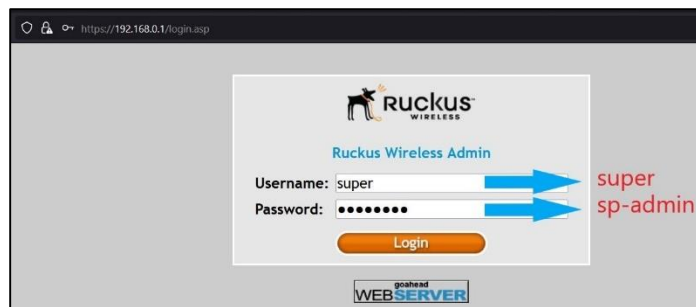 https://192.168.0.1/login.asp
RUCKUS
WIRELESS
Ruckus Wireless Admin
Username: super super
Password: ●●●●●●●● sp-admin
Login
goahead
WEBSERVER